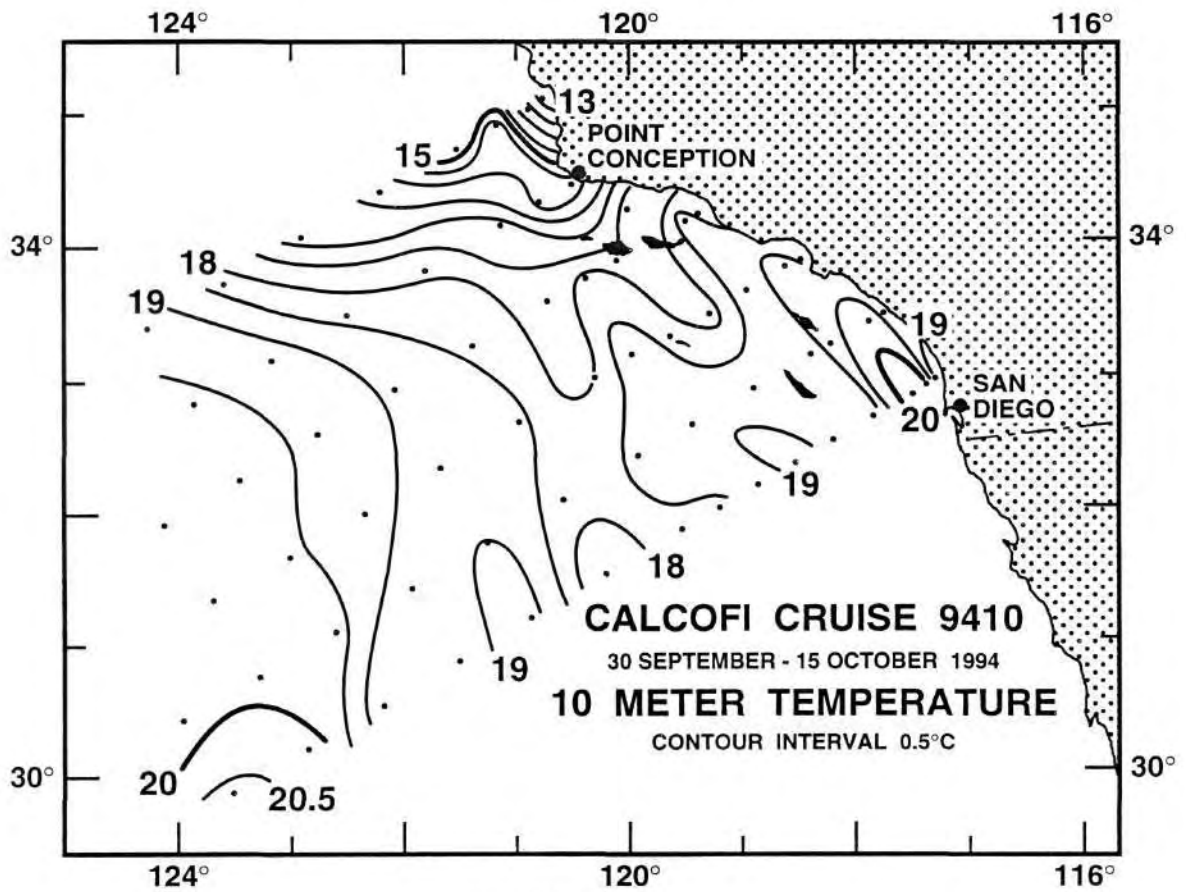 124° 120° 116°
13
POINT
CONCEPTION
15
34° 34°
18
19
19
SAN
DIEGO
20
19
18
CALCOFI CRUISE 9410
30 SEPTEMBER - 15 OCTOBER 1994
19
10 METER TEMPERATURE
CONTOUR INTERVAL 0.5°C
30° 30°
20
20.5
124° 120° 116°